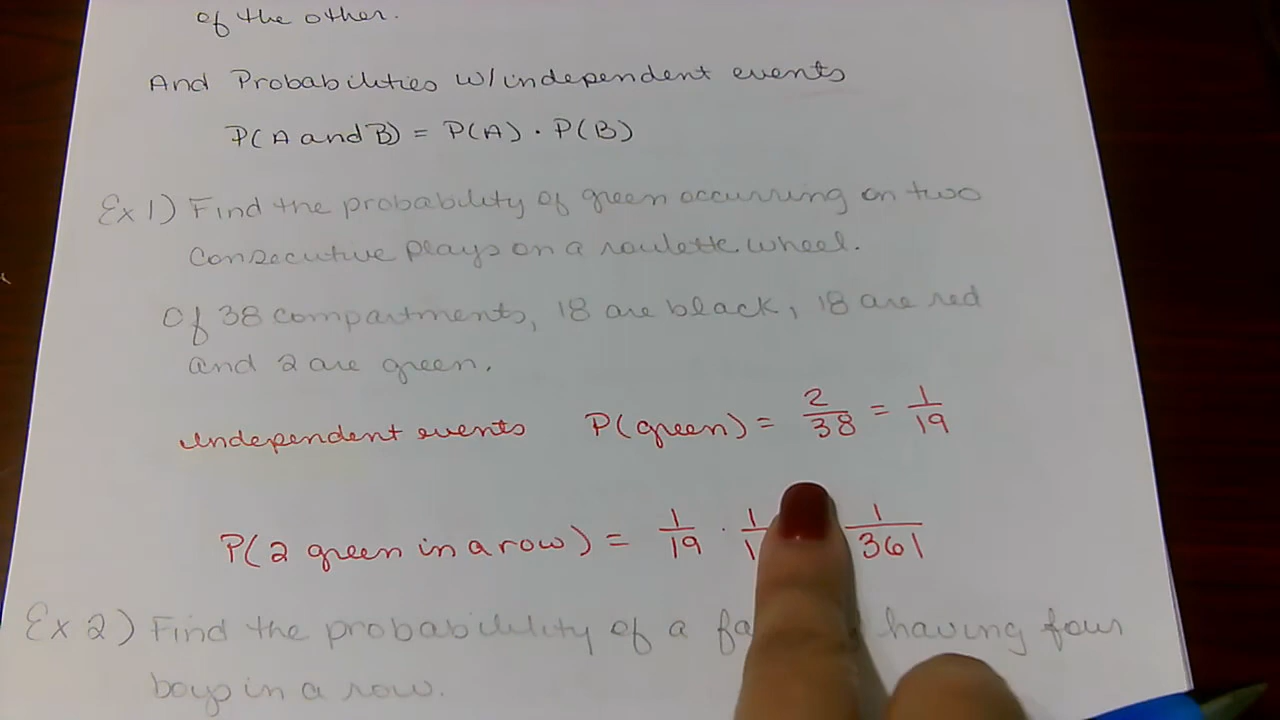 of the other.
And Probabilities w/independent events
P(A and B) = P(A) · P(B)
Ex 1) Find the probability of green occurring on two
consecutive plays on a roulette wheel.
Of 38 compartments, 18 are black, 18 are red
and 2 are green.
independent events P(green) = 2/38 = 1/19
P(2 green in a row) = 1/19 · 1/1 1/361
Ex 2) Find the probability of a fa having four
boys in a row.